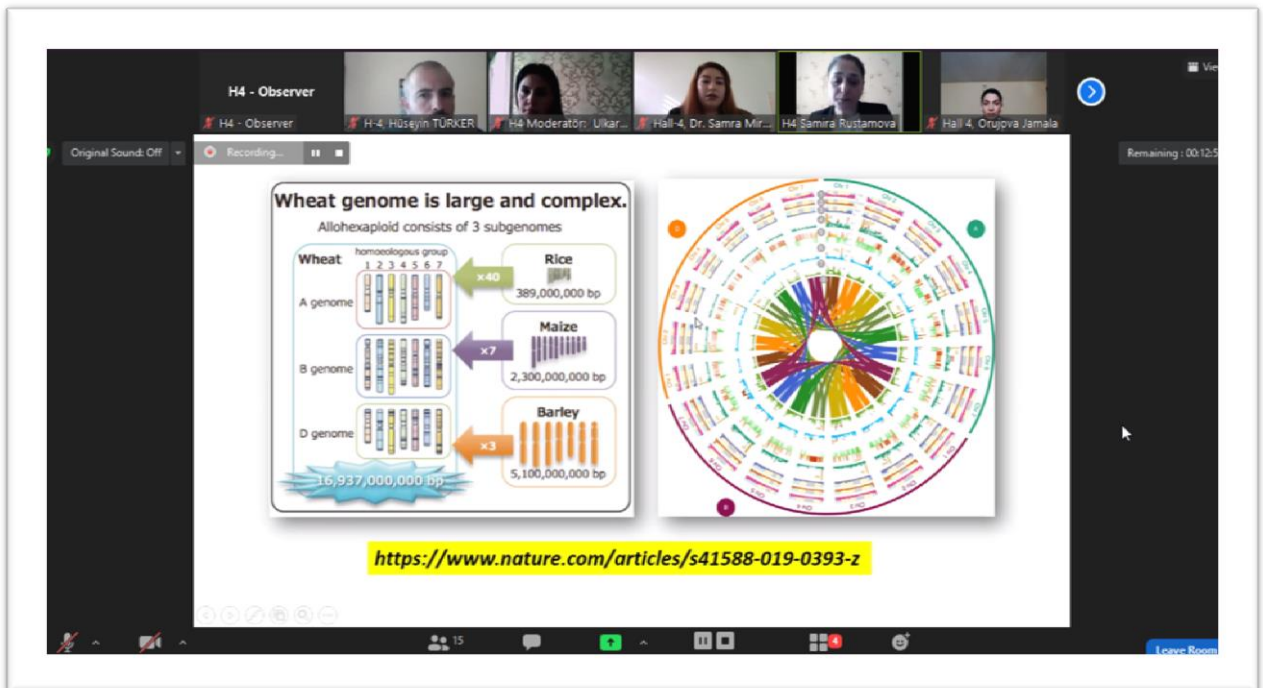 H4 - Observer
H4 - Observer
H-4, Hüseyin TÜRKER
H4 Moderatör: Ulkar...
Hall-4, Dr. Samra Mir...
H4 Samira Rustamova
Hall 4, Orujova Jamala
Vie
Original Sound: Off
Recording...
Remaining : 00:12:5
Wheat genome is large and complex.
Allohexaploid consists of 3 subgenomes
Wheat
homoeologous group
1 2 3 4 5 6 7
A genome
B genome
D genome
16,937,000,000 bp
×40
Rice
389,000,000 bp
×7
Maize
2,300,000,000 bp
×3
Barley
5,100,000,000 bp
https://www.nature.com/articles/s41588-019-0393-z
15
4
Leave Room